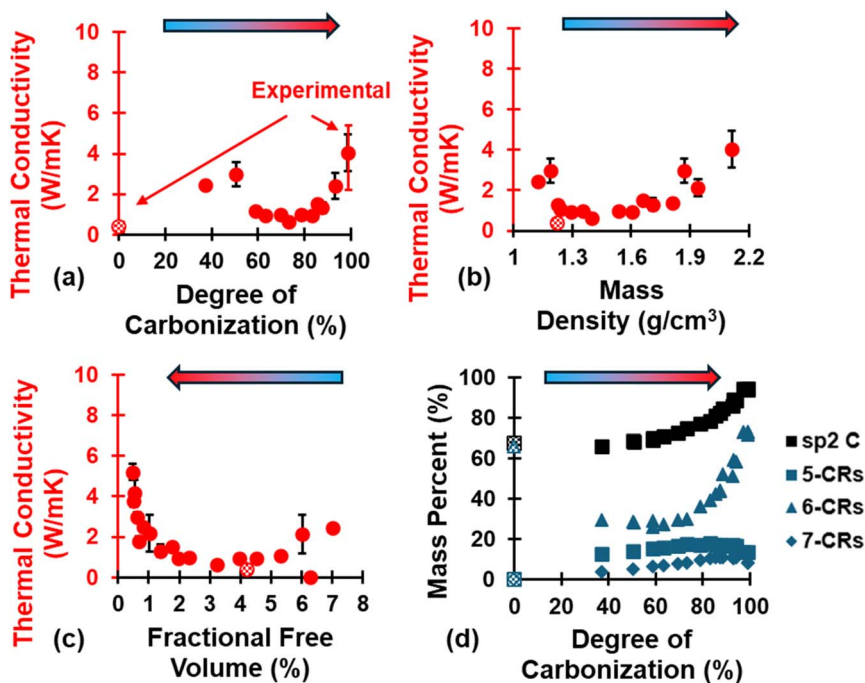 Thermal Conductivity
(W/mK)
10
8
6
4
2
0
Experimental
0 20 40 60 80 100
(a)
Degree of
Carbonization (%)
Thermal Conductivity
(W/mK)
10
8
6
4
2
0
1 1.3 1.6 1.9 2.2
(b)
Mass
Density (g/cm³)
Thermal Conductivity
(W/mK)
10
8
6
4
2
0
0 1 2 3 4 5 6 7 8
(c)
Fractional Free
Volume (%)
Mass Percent (%)
100
80
60
40
20
0
0 20 40 60 80 100
(d)
Degree of
Carbonization (%)
sp2 C
5-CRs
6-CRs
7-CRs